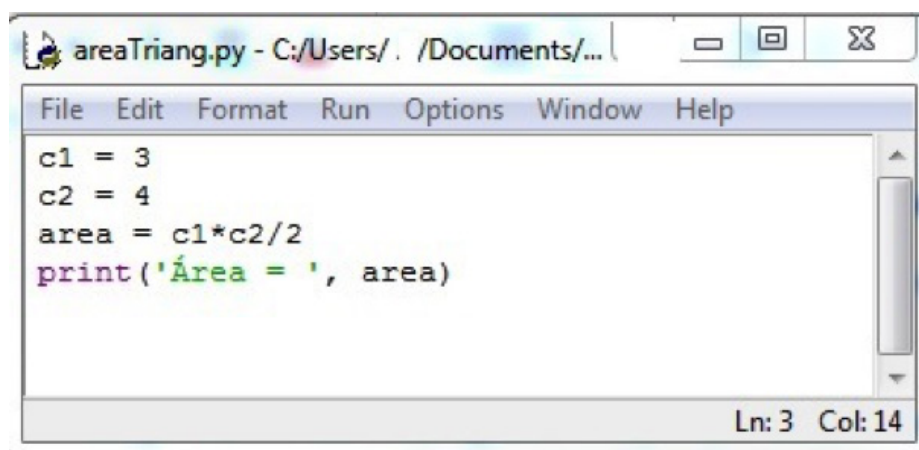 areaTriang.py - C:/Users/ . /Documents/...
File Edit Format Run Options Window Help
c1 = 3
c2 = 4
area = c1*c2/2
print('Área = ', area)
Ln: 3 Col: 14